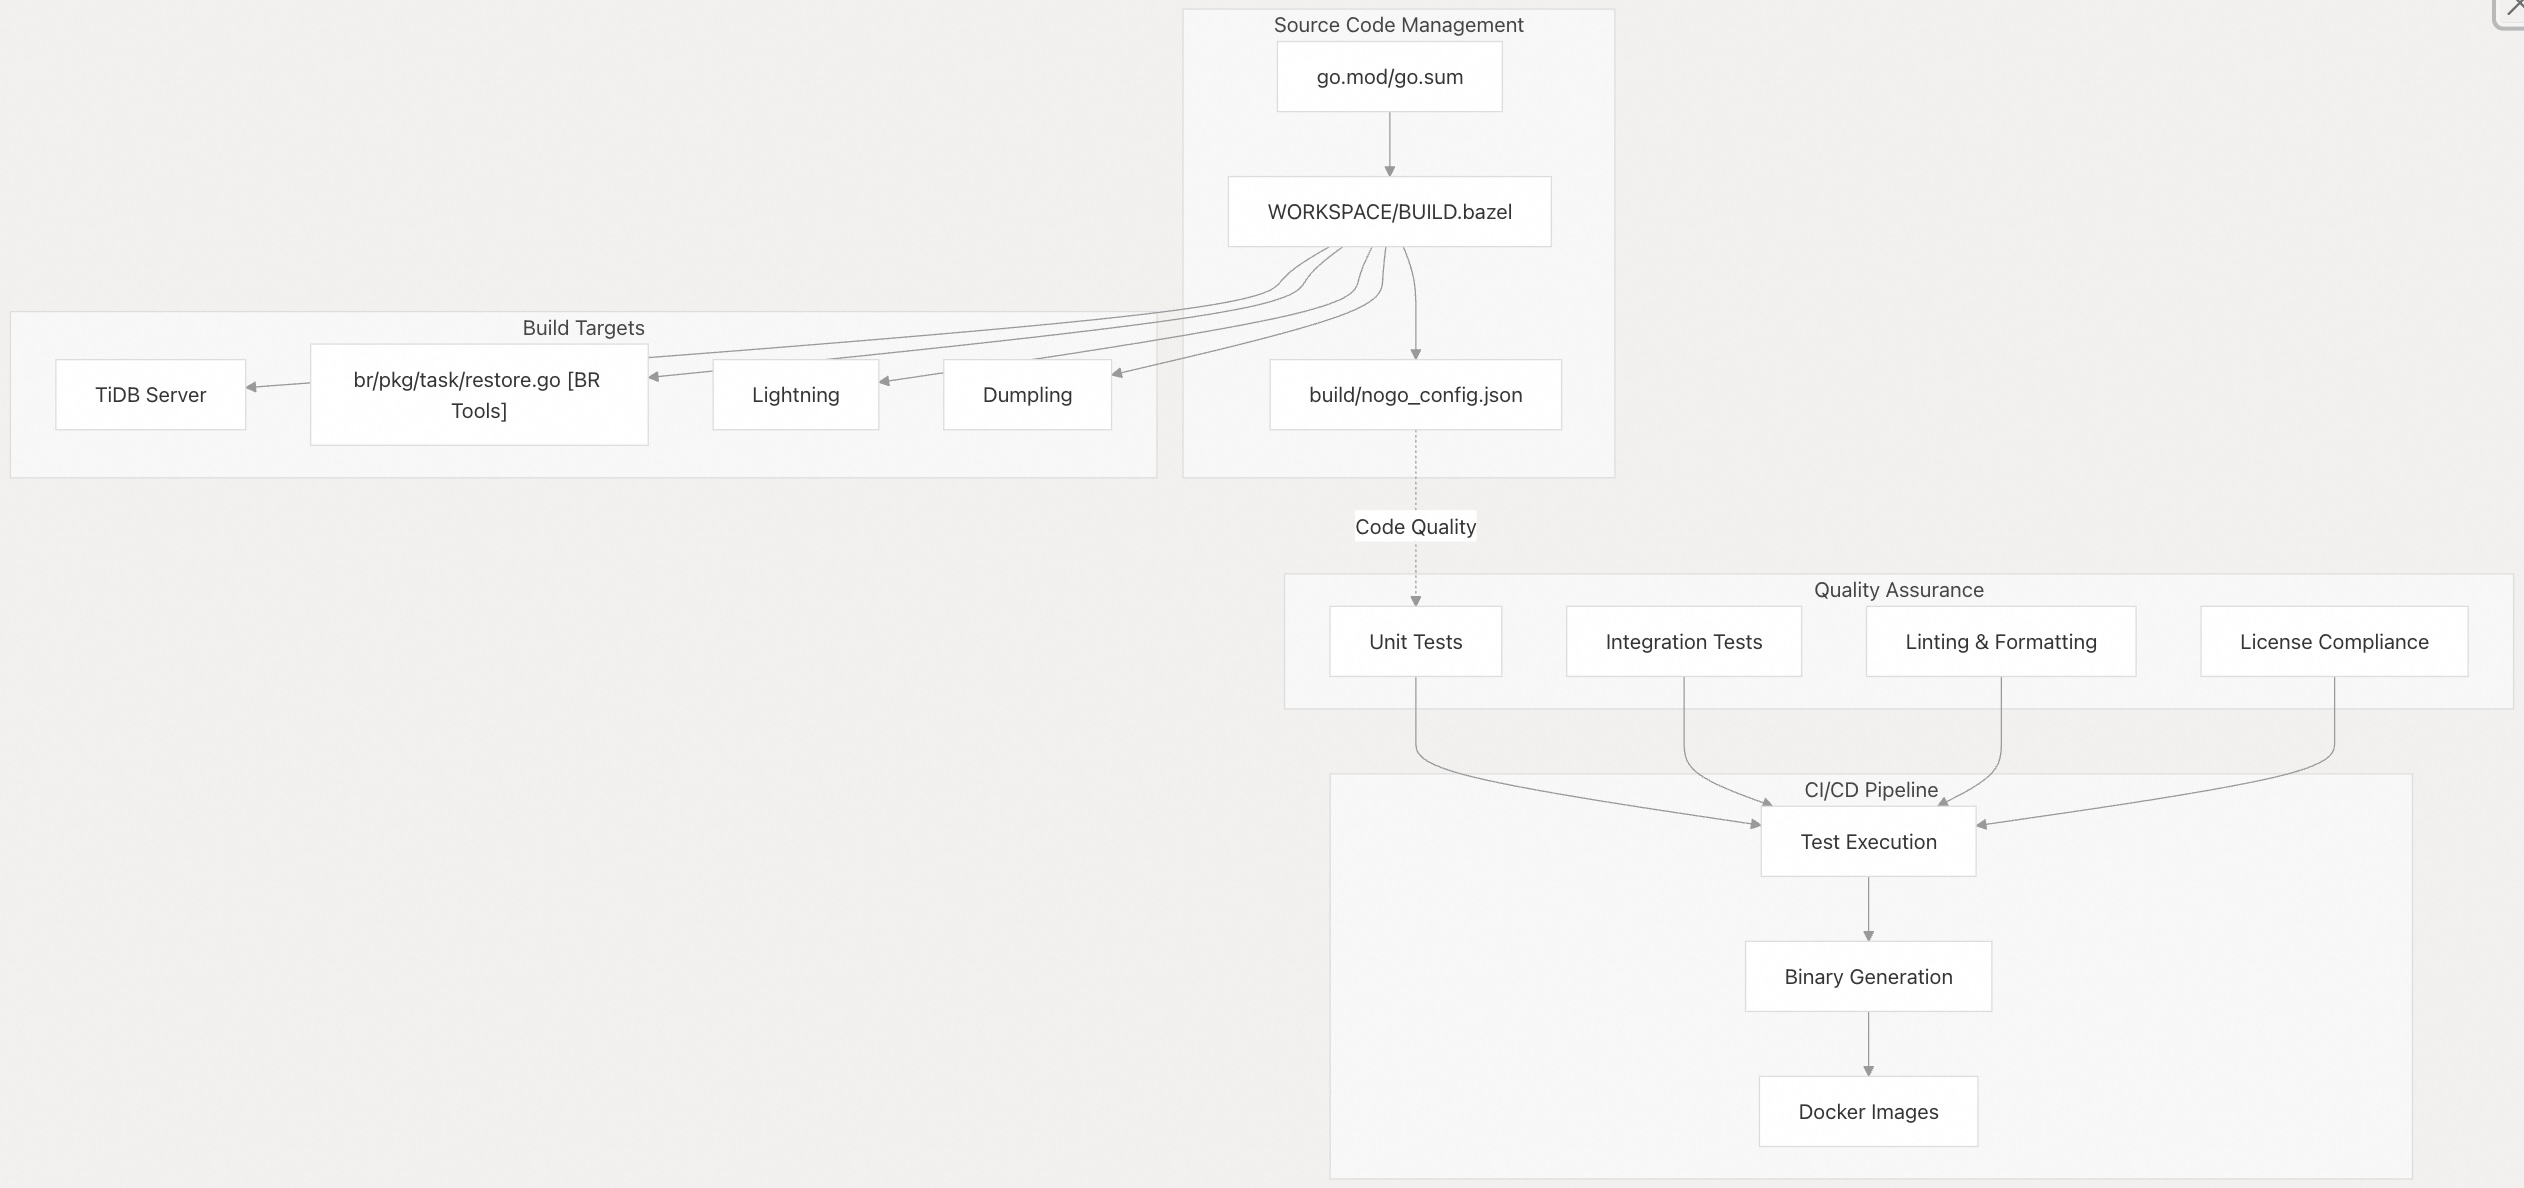 Source Code Management
go.mod/go.sum
WORKSPACE/BUILD.bazel
Build Targets
TiDB Server
br/pkg/task/restore.go [BR
Tools]
Lightning
Dumpling
build/nogo_config.json
Code Quality
Quality Assurance
Unit Tests
Integration Tests
Linting & Formatting
License Compliance
CI/CD Pipeline
Test Execution
Binary Generation
Docker Images